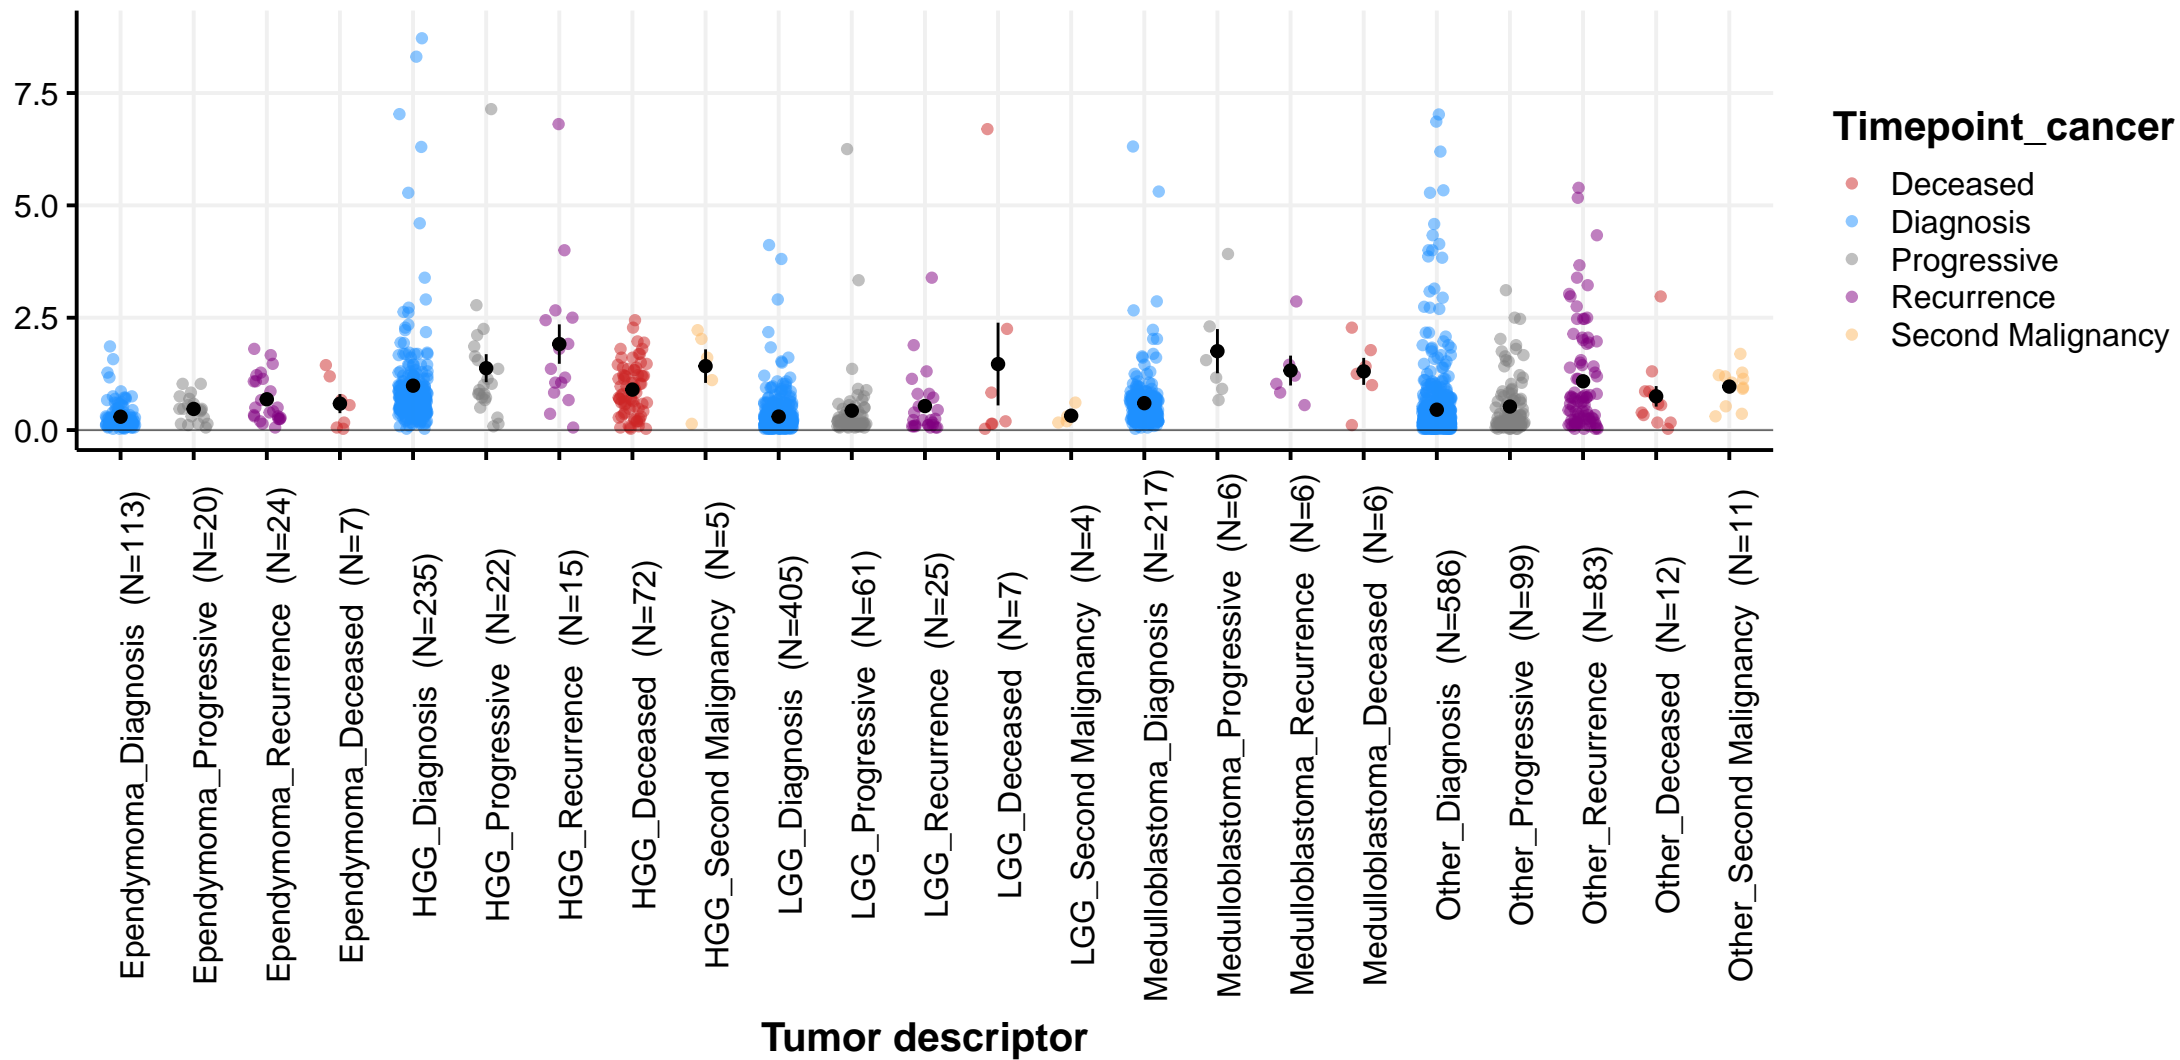 7.5
5.0
2.5
0.0
Ependymoma_Diagnosis (N=113)
Ependymoma_Progressive (N=20)
Ependymoma_Recurrence (N=24)
Ependymoma_Deceased (N=7)
HGG_Diagnosis (N=235)
HGG_Progressive (N=22)
HGG_Recurrence (N=15)
HGG_Deceased (N=72)
HGG_Second Malignancy (N=5)
LGG_Diagnosis (N=405)
LGG_Progressive (N=61)
LGG_Recurrence (N=25)
LGG_Deceased (N=7)
LGG_Second Malignancy (N=4)
Medulloblastoma_Diagnosis (N=217)
Medulloblastoma_Progressive (N=6)
Medulloblastoma_Recurrence (N=6)
Medulloblastoma_Deceased (N=6)
Other_Diagnosis (N=586)
Other_Progressive (N=99)
Other_Recurrence (N=83)
Other_Deceased (N=12)
Other_Second Malignancy (N=11)
Tumor descriptor
Timepoint_cancer
Deceased
Diagnosis
Progressive
Recurrence
Second Malignancy